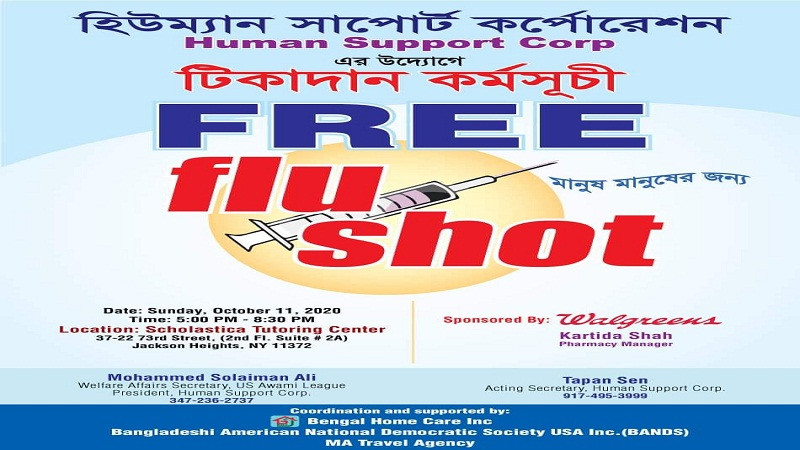 হিউম্যান সাপোর্ট কর্পোরেশন
Human Support Corp
এর উদ্যোগে
টিকাদান কর্মসূচী
FREE
flu
shot
মানুষ মানুষের জন্য
Date: Sunday, October 11, 2020
Time: 5:00 PM - 8:30 PM
Location: Scholastica Tutoring Center
37-22 73rd Street, (2nd Fl. Suite # 2A)
Jackson Heights, NY 11372
Sponsored By: Walgreens
Kartida Shah
Pharmacy Manager
Mohammed Solaiman Ali
Welfare Affairs Secretary, US Awami League
President, Human Support Corp.
347-236-2737
Tapan Sen
Acting Secretary, Human Support Corp.
917-495-3999
Coordination and supported by:
Bengal Home Care Inc
Bangladeshi American National Democratic Society USA Inc.(BANDS)
MA Travel Agency